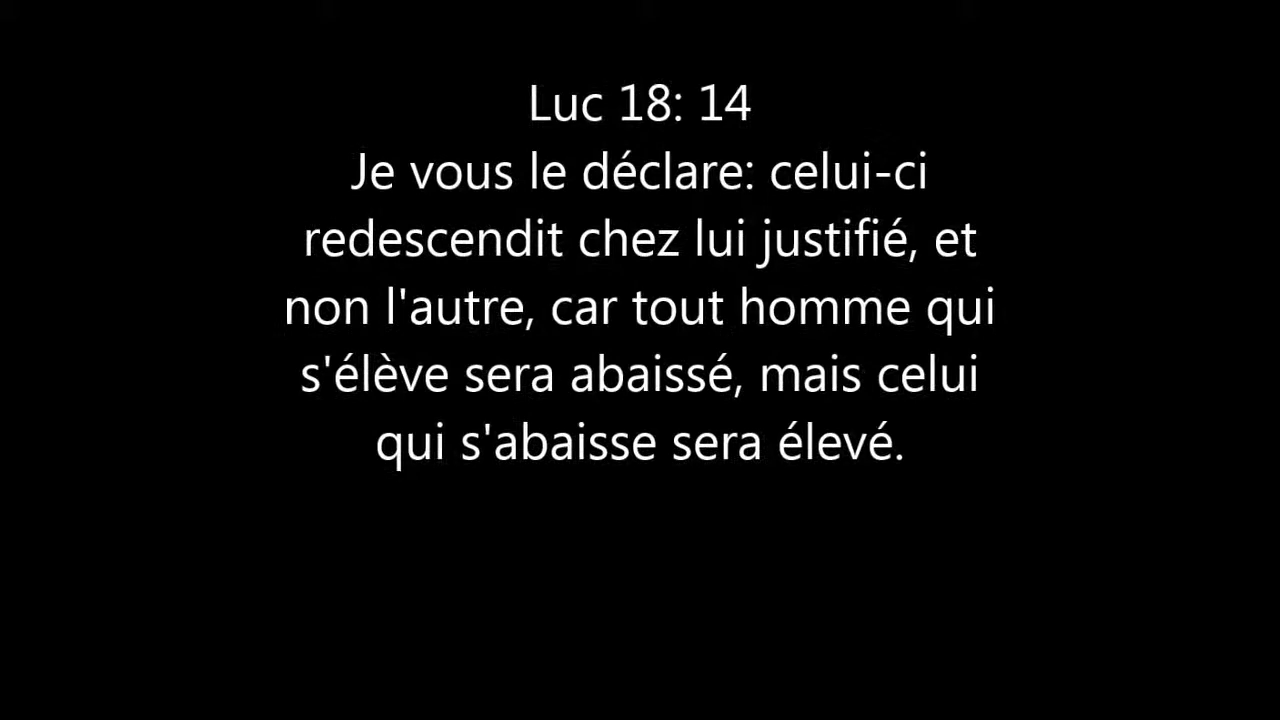 Luc 18: 14
Je vous le déclare: celui-ci
redescendit chez lui justifié, et
non l'autre, car tout homme qui
s'élève sera abaissé, mais celui
qui s'abaisse sera élevé.